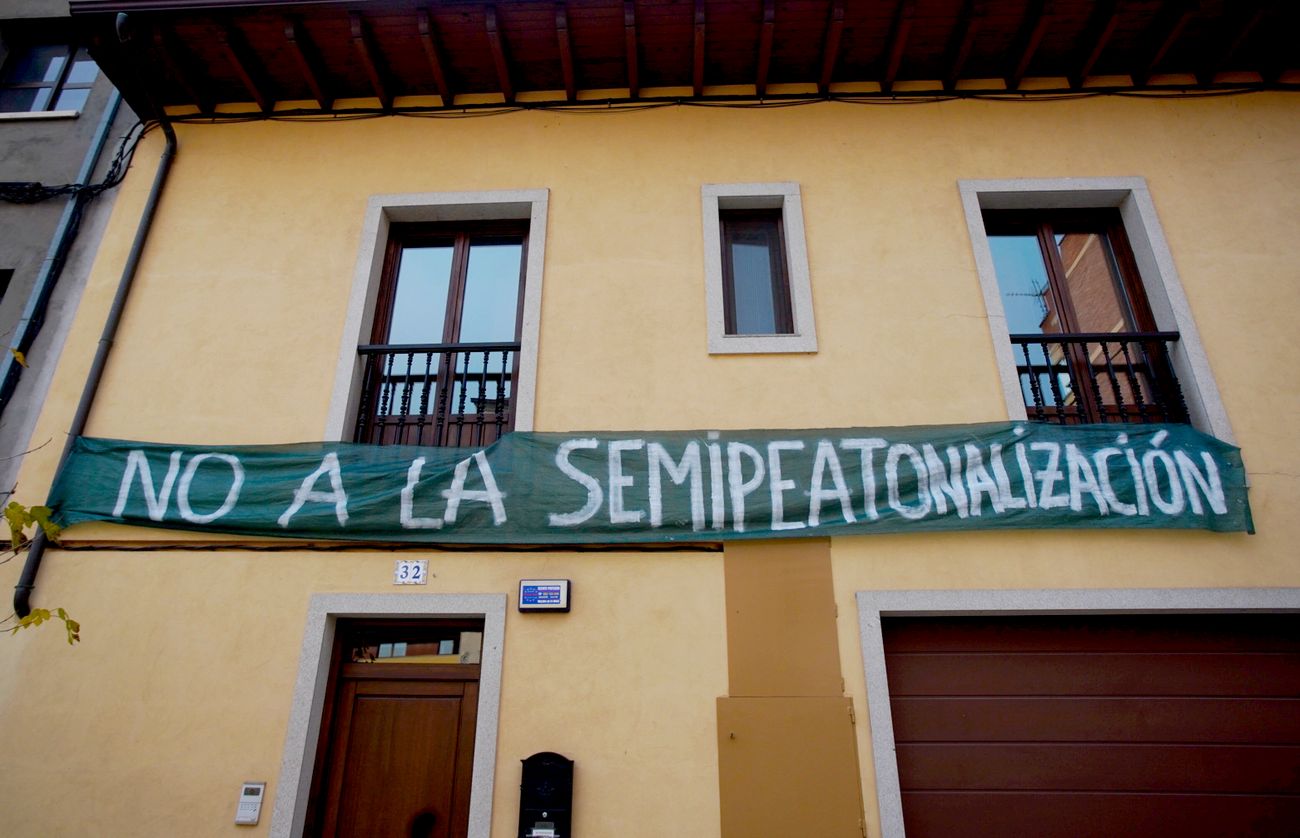 NO A LA SEMIPEATONALIZACIÓN
32